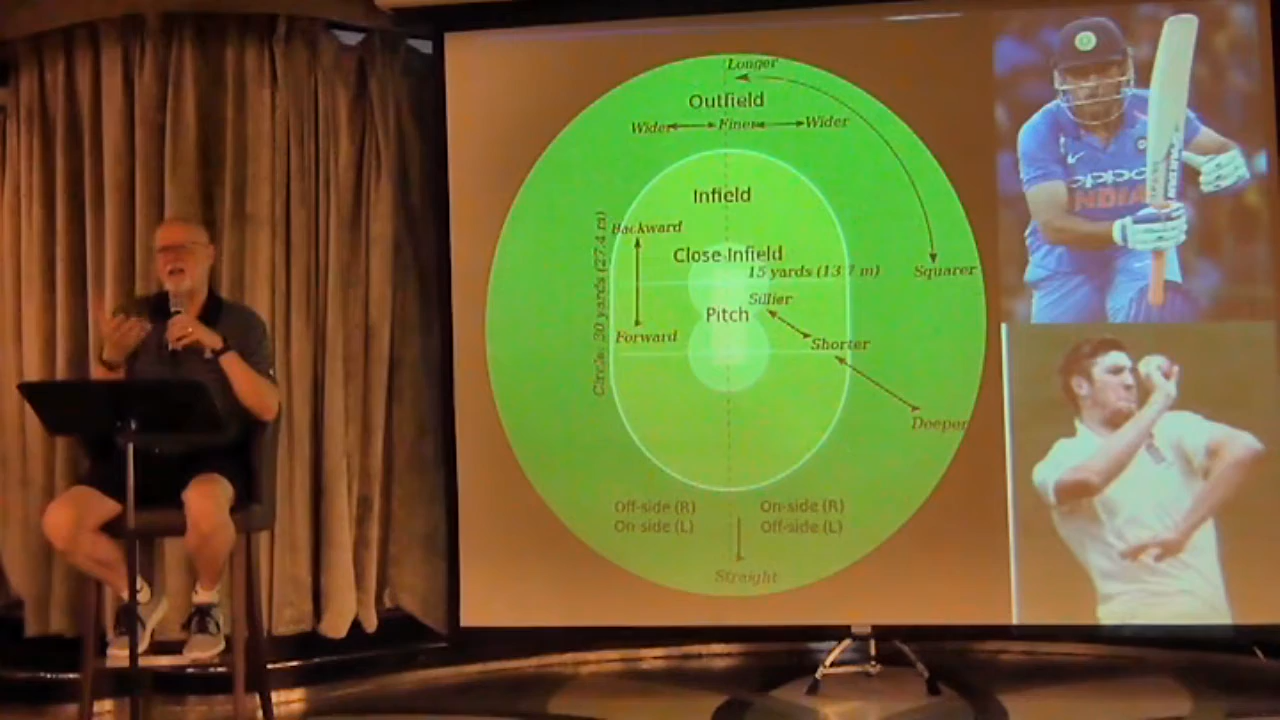 Longer
Outfield
Wider Finer Wider
Infield
Backward
Close Infield
15 yards (13.7 m)
Squarer
Sillier
Pitch
Forward
Shorter
Circle: 30 yards (27.4 m)
Deeper
Off-side (R) On-side (R)
On-side (L) Off-side (L)
Straight
oppo
INDIA